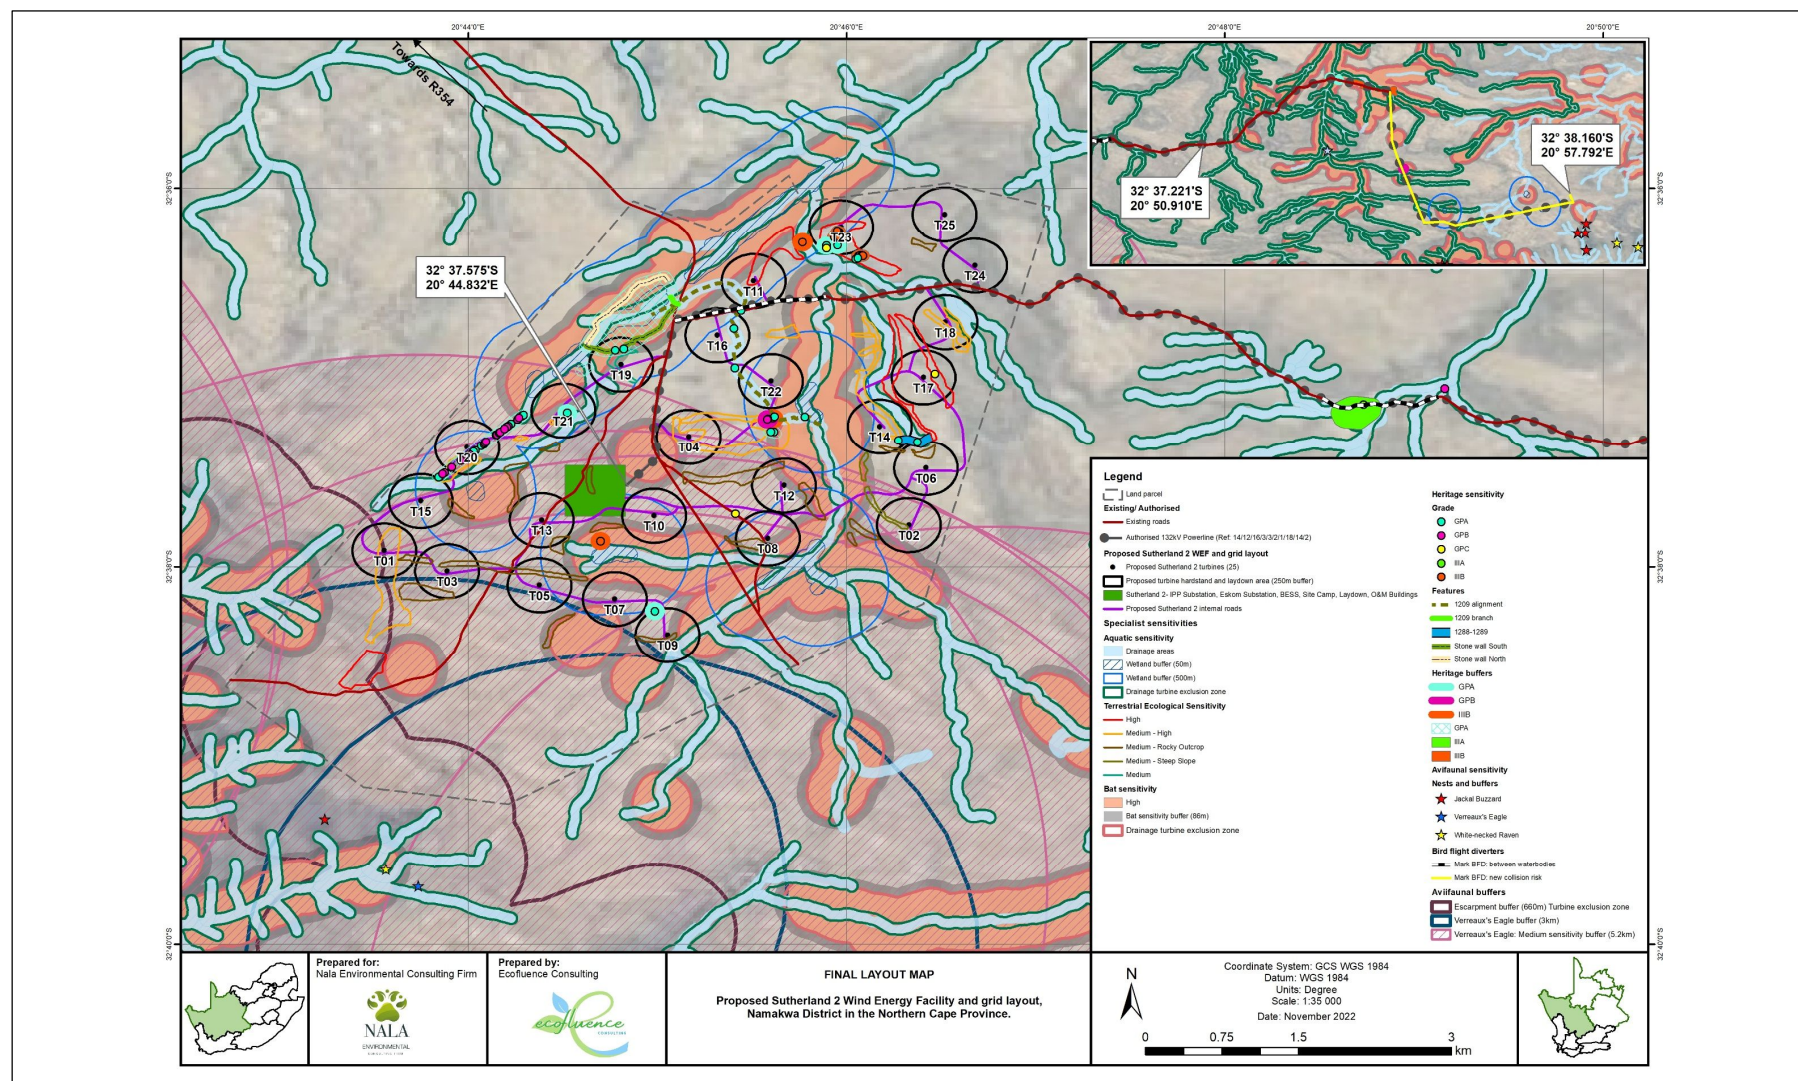 20°44'0"E
20°46'0"E
20°48'0"E
20°50'0"E
Towards R354
32°36'0"S
32°36'0"S
32° 38.160'S
20° 57.792'E
32° 37.221'S
20° 50.910'E
32° 37.575'S
20° 44.832'E
T25
T23
T24
T11
T18
T16
T19
T22
T17
T21
T14
T04
T20
T06
T12
T15
T13
T10
T02
T08
T01
T03
T05
T07
T09
32°38'0"S
32°38'0"S
32°40'0"S
32°40'0"S
Legend
Land parcel
Existing/ Authorised
Existing roads
Authorised 132kV Powerline (Ref: 14/12/16/3/3/2/1/18/14/2)
Proposed Sutherland 2 WEF and grid layout
Proposed Sutherland 2 turbines (25)
Proposed turbine hardstand and laydown area (250m buffer)
Sutherland 2- IPP Substation, Eskom Substation, BESS, Site Camp, Laydown, O&M Buildings
Proposed Sutherland 2 internal roads
Specialist sensitivities
Aquatic sensitivity
Drainage areas
Wetland buffer (50m)
Wetland buffer (500m)
Drainage turbine exclusion zone
Terrestrial Ecological Sensitivity
High
Medium - High
Medium - Rocky Outcrop
Medium - Steep Slope
Medium
Bat sensitivity
High
Bat sensitivity buffer (86m)
Drainage turbine exclusion zone
Heritage sensitivity
Grade
GPA
GPB
GPC
IIIA
IIIB
Features
1209 alignment
1209 branch
1288-1289
Stone wall South
Stone wall North
Heritage buffers
GPA
GPB
IIIB
GPA
IIIA
IIIB
Avifaunal sensitivity
Nests and buffers
Jackal Buzzard
Verreaux's Eagle
White-necked Raven
Bird flight diverters
Mark BFD: between waterbodies
Mark BFD: new collision risk
Aviifaunal buffers
Escarpment buffer (660m) Turbine exclusion zone
Verreaux's Eagle buffer (3km)
Verreaux's Eagle: Medium sensitivity buffer (5.2km)
Prepared for:
Nala Environmental Consulting Firm
NALA
ENVIRONMENTAL
Prepared by:
Ecofluence Consulting
ecofluence
CONSULTING
FINAL LAYOUT MAP
Proposed Sutherland 2 Wind Energy Facility and grid layout,
Namakwa District in the Northern Cape Province.
N
Coordinate System: GCS WGS 1984
Datum: WGS 1984
Units: Degree
Scale: 1:35 000
Date: November 2022
0
0.75
1.5
3
km